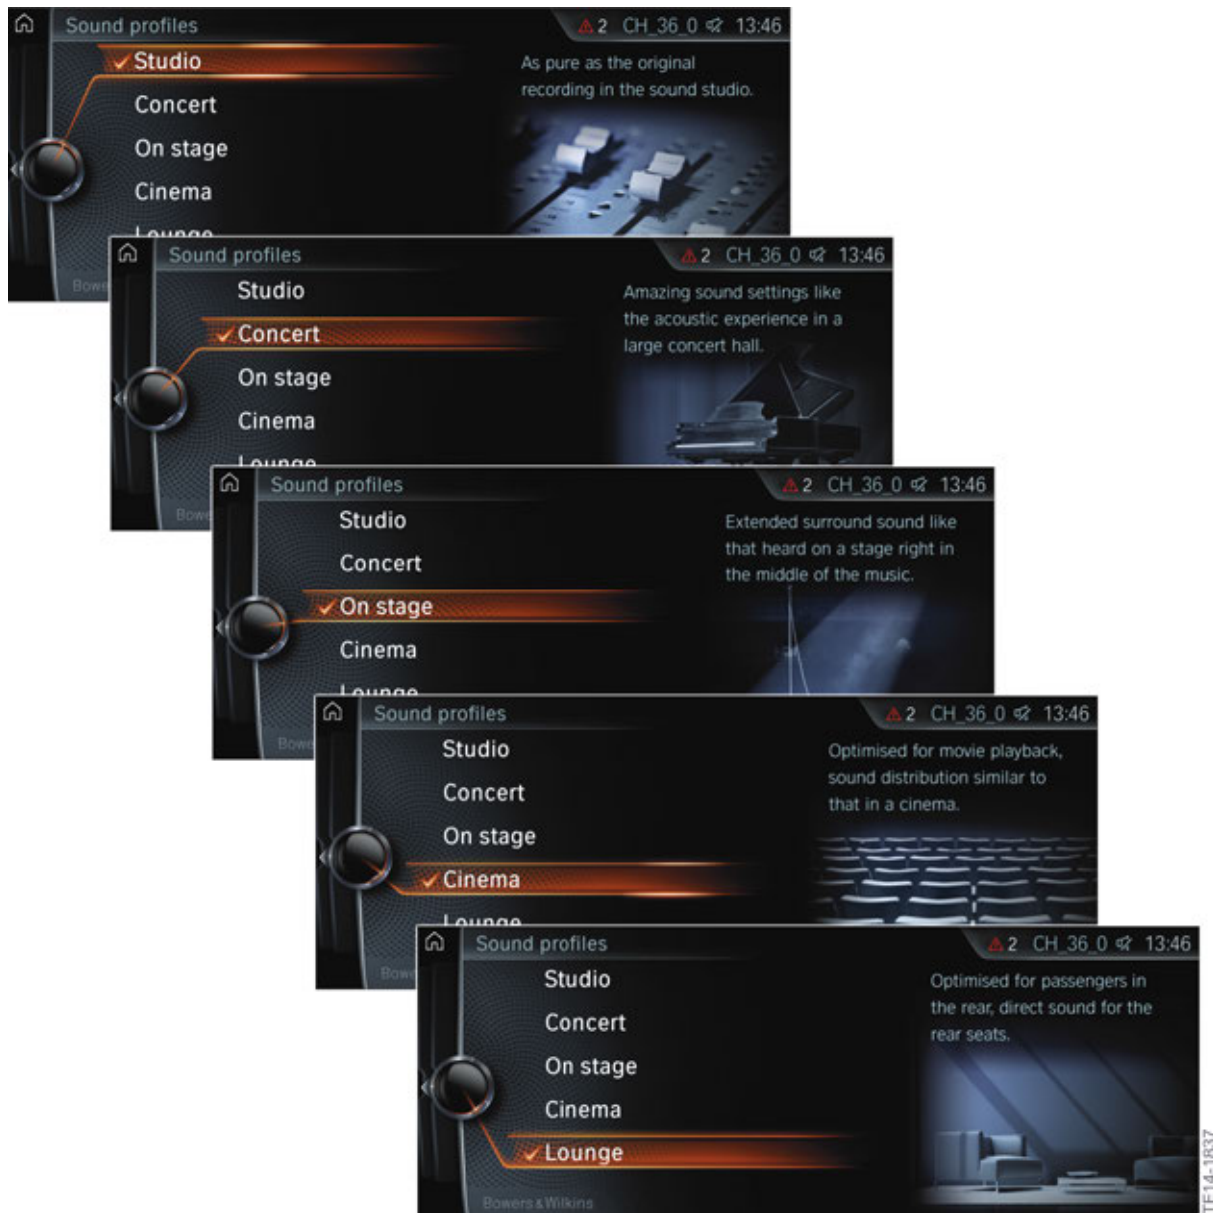 Sound profiles
2 CH_36_0 13:46
Studio
Concert
On stage
Cinema
Lounge
As pure as the original
recording in the sound studio.
Sound profiles
2 CH_36_0 13:46
Studio
Concert
On stage
Cinema
Lounge
Amazing sound settings like
the acoustic experience in a
large concert hall.
Sound profiles
2 CH_36_0 13:46
Studio
Concert
On stage
Cinema
Lounge
Extended surround sound like
that heard on a stage right in
the middle of the music.
Sound profiles
2 CH_36_0 13:46
Studio
Concert
On stage
Cinema
Lounge
Optimised for movie playback,
sound distribution similar to
that in a cinema.
Sound profiles
2 CH_36_0 13:46
Studio
Concert
On stage
Cinema
Lounge
Optimised for passengers in
the rear, direct sound for the
rear seats.
Bowers & Wilkins
TE14-1837